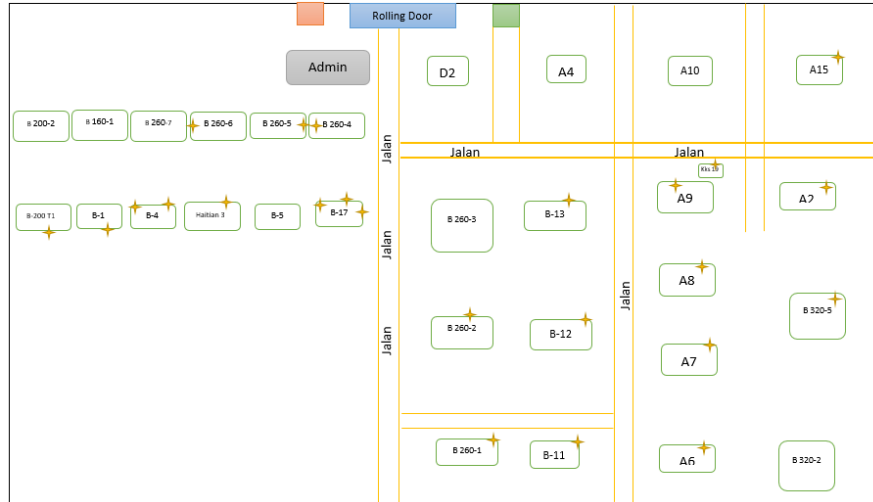 Rolling Door
Admin
D2
A4
A10
A15
B 200-2
B 160-1
B 260-7
B 260-6
B 260-5
B 260-4
Jalan
Jalan
Jalan
Kks 19
B-200 T1
B-1
B-4
Haitian 3
B-5
B-17
Jalan
B 260-3
B-13
A9
A2
Jalan
A8
B 320-5
Jalan
B 260-2
B-12
A7
B 260-1
B-11
A6
B 320-2